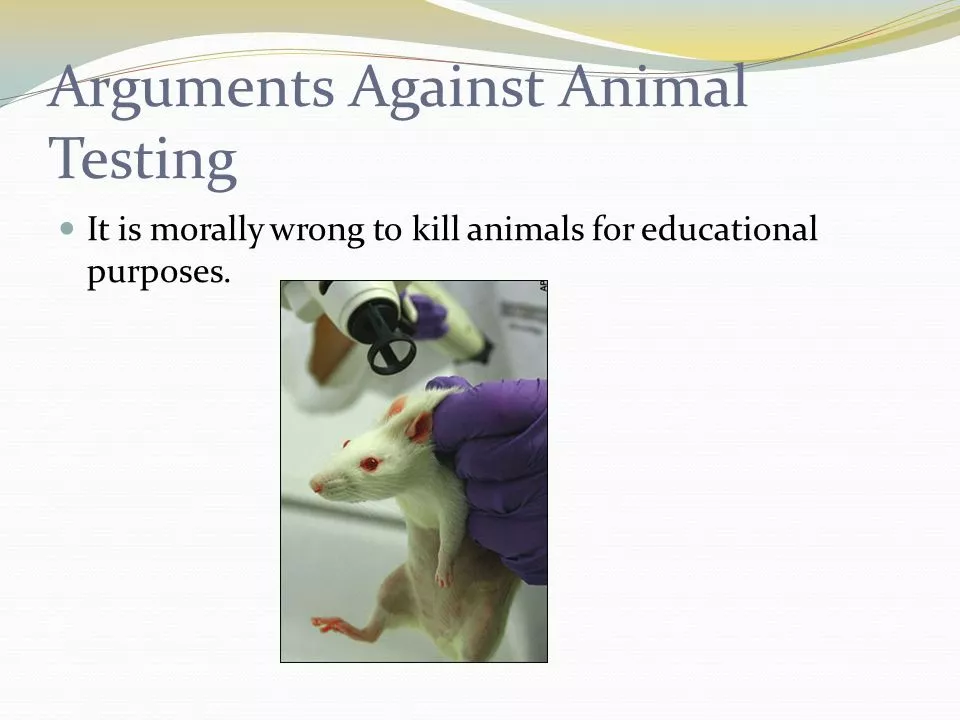 Arguments Against Animal
Testing
It is morally wrong to kill animals for educational
purposes.
AP